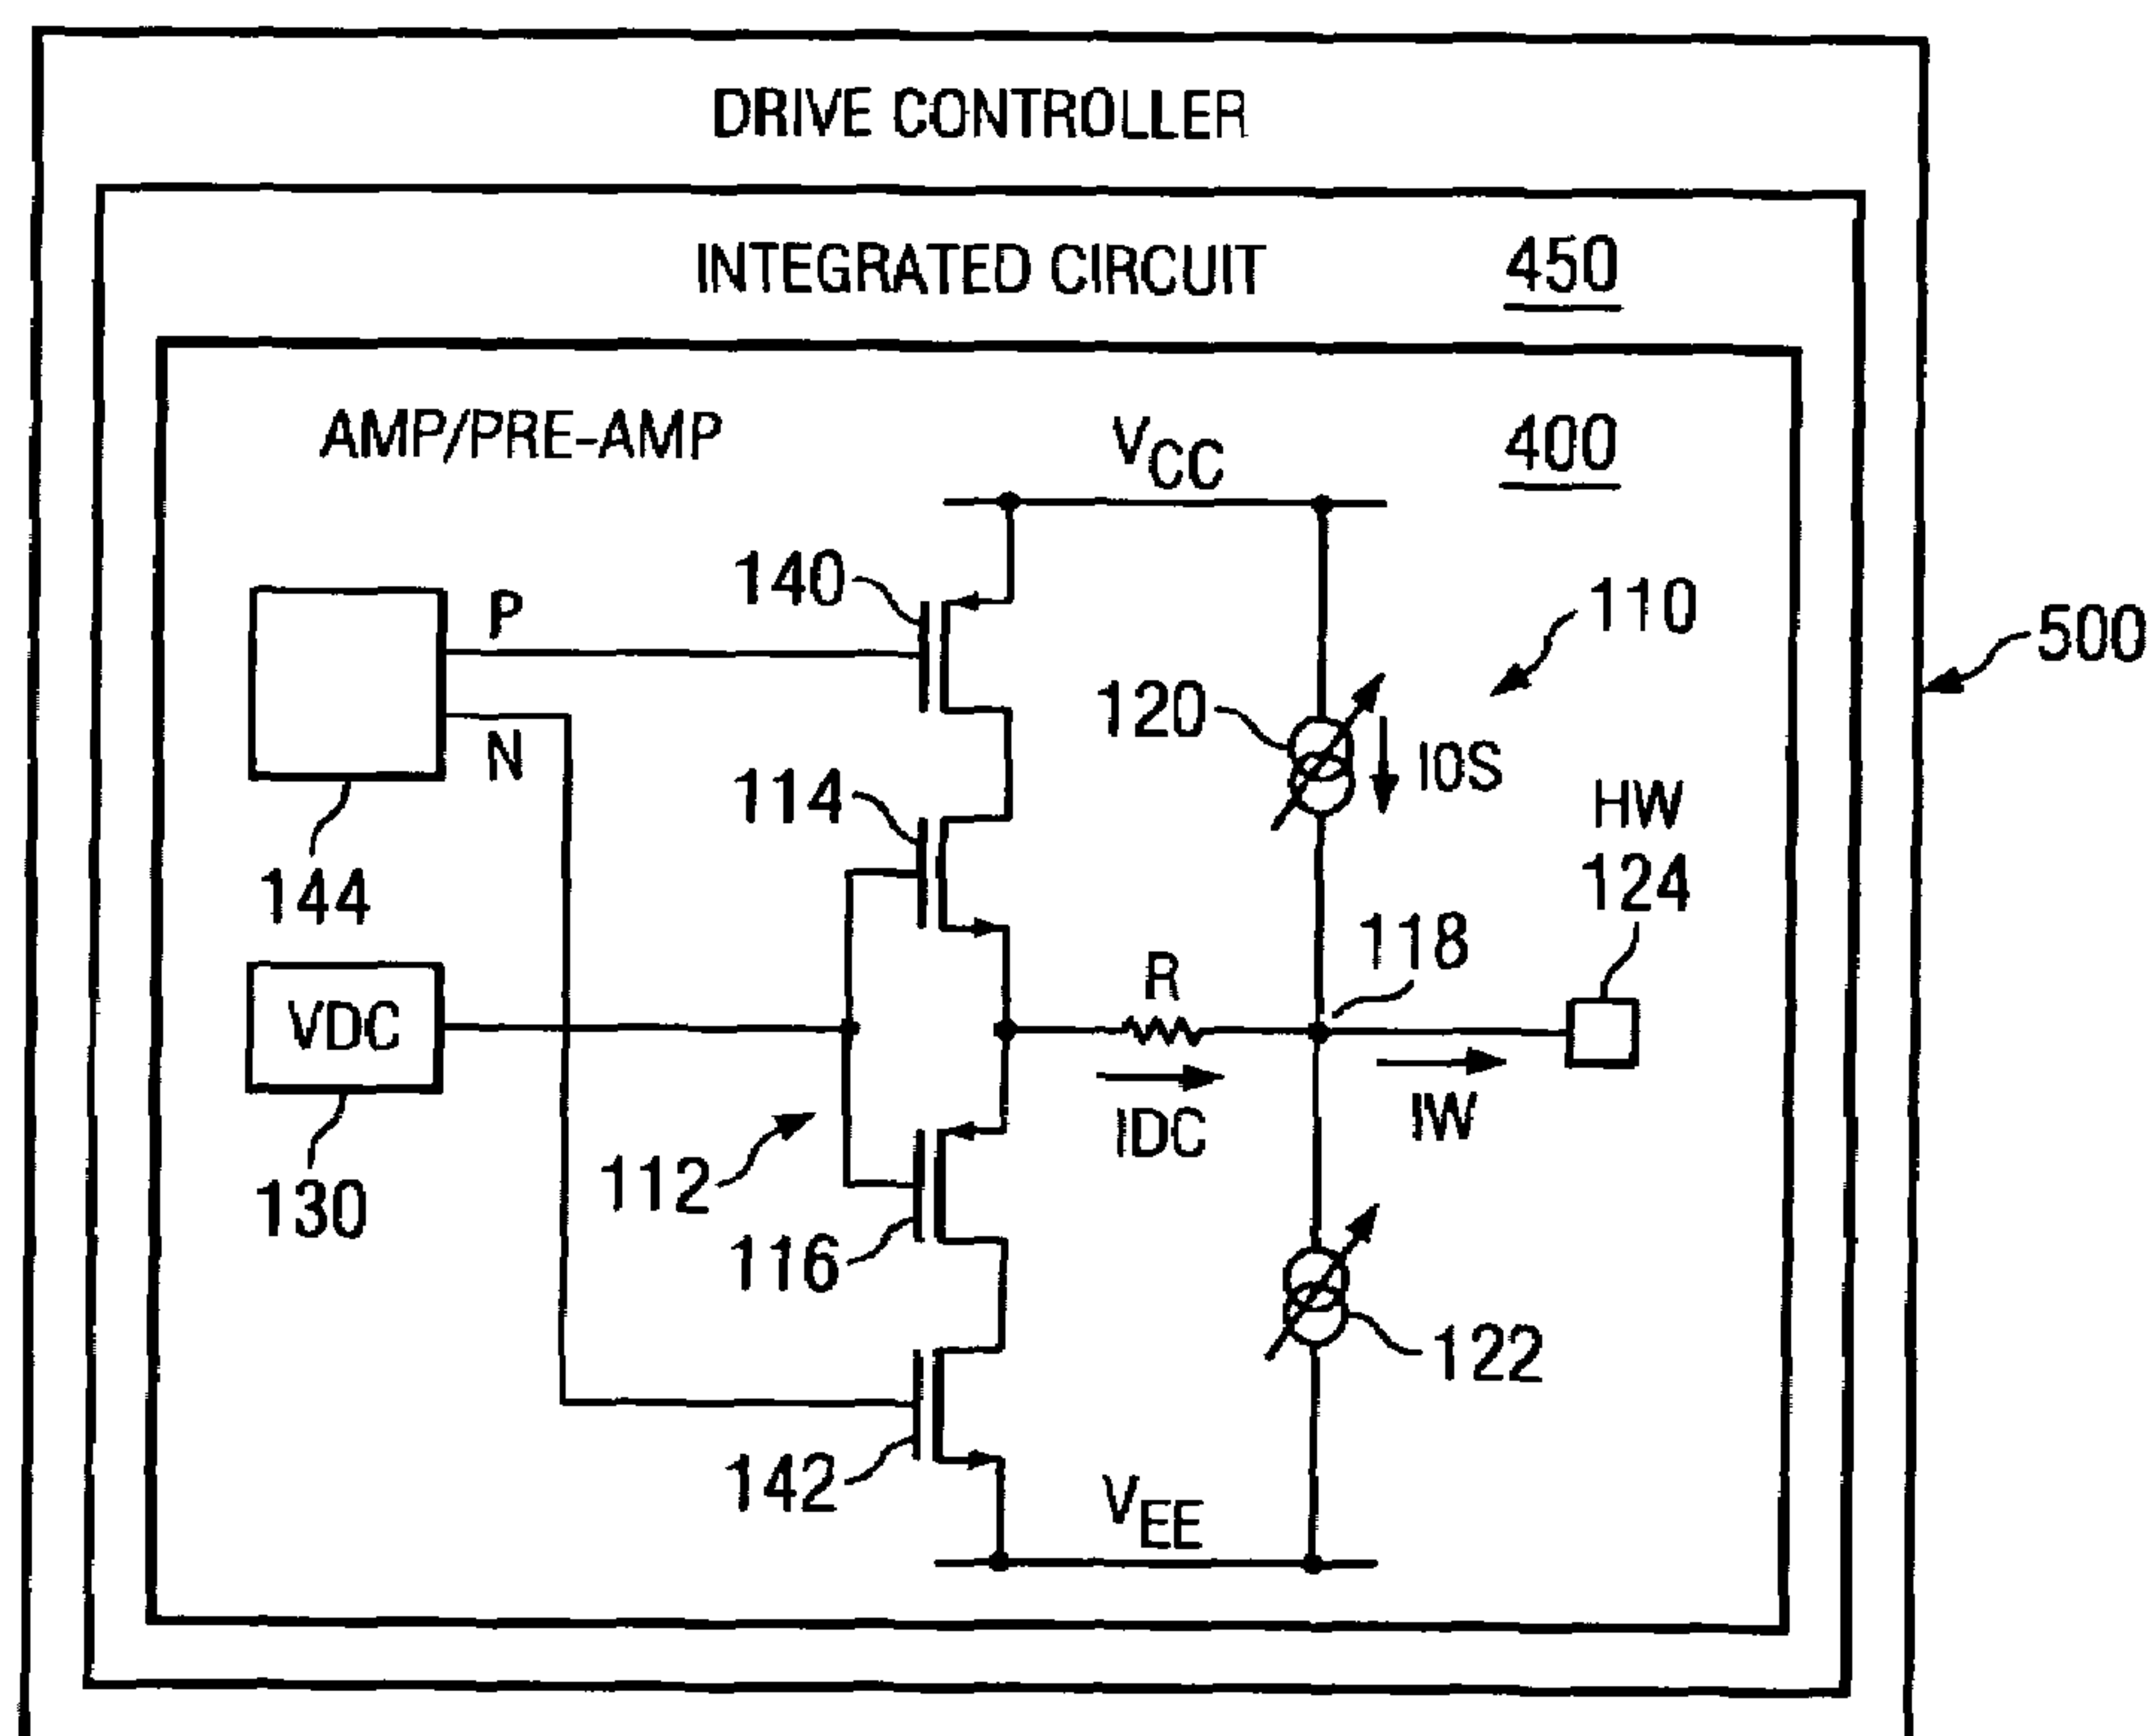 DRIVE CONTROLLER
INTEGRATED CIRCUIT 450
AMP/PRE-AMP
400
VCC
140
P
110
500
120
N
IOS
114
HW
124
144
118
R
VDC
IDC
IW
112
130
116
122
142
VEE